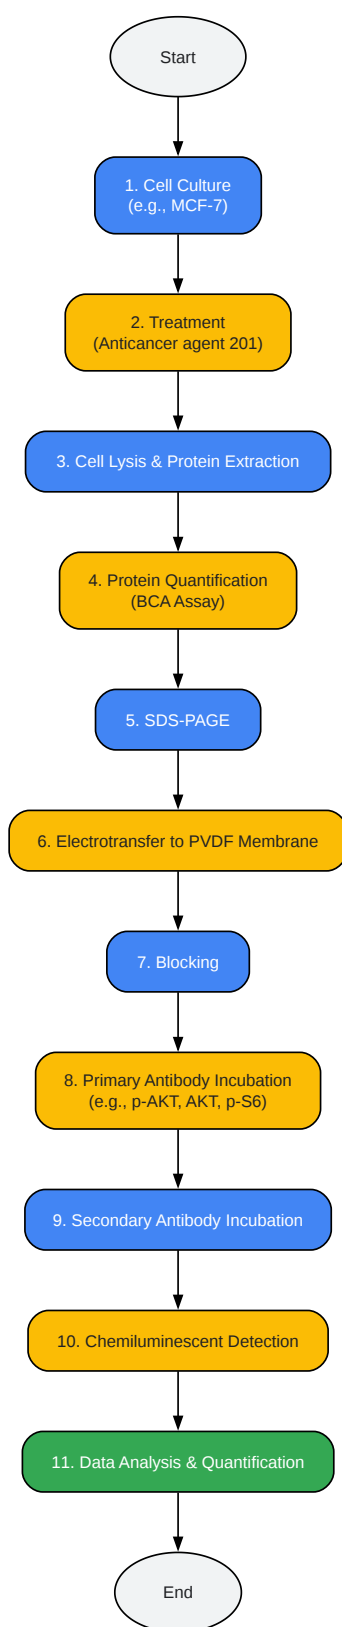 Start
1. Cell Culture
(e.g., MCF-7)
2. Treatment
(Anticancer agent 201)
3. Cell Lysis & Protein Extraction
4. Protein Quantification
(BCA Assay)
5. SDS-PAGE
6. Electrotransfer to PVDF Membrane
7. Blocking
8. Primary Antibody Incubation
(e.g., p-AKT, AKT, p-S6)
9. Secondary Antibody Incubation
10. Chemiluminescent Detection
11. Data Analysis & Quantification
End